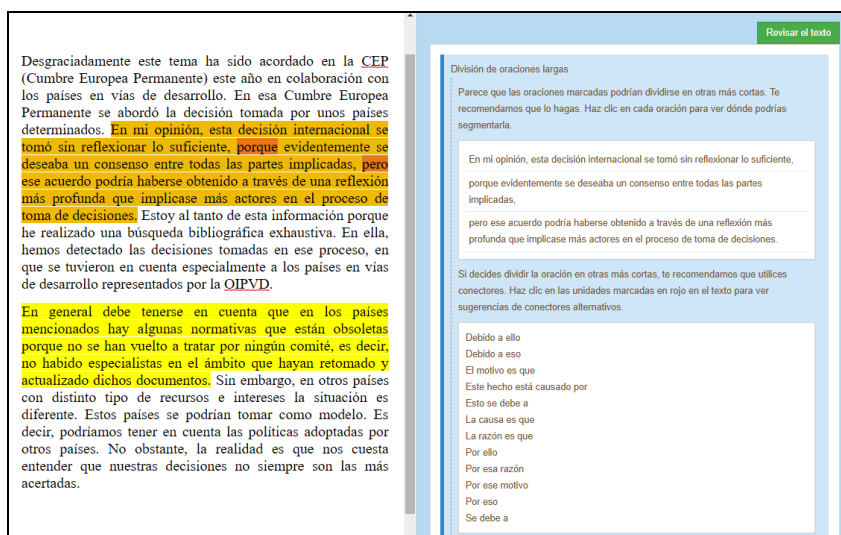 Desgraciadamente este tema ha sido acordado en la CEP
(Cumbre Europea Permanente) este año en colaboración con
los países en vías de desarrollo. En esa Cumbre Europea
Permanente se abordó la decisión tomada por unos países
determinados. En mi opinión, esta decisión internacional se
tomó sin reflexionar lo suficiente, porque evidentemente se
deseaba un consenso entre todas las partes implicadas, pero
ese acuerdo podría haberse obtenido a través de una reflexión
más profunda que implicase más actores en el proceso de
toma de decisiones. Estoy al tanto de esta información porque
he realizado una búsqueda bibliográfica exhaustiva. En ella,
hemos detectado las decisiones tomadas en ese proceso, en
que se tuvieron en cuenta especialmente a los países en vías
de desarrollo representados por la OIPVD.
En general debe tenerse en cuenta que en los países
mencionados hay algunas normativas que están obsoletas
porque no se han vuelto a tratar por ningún comité, es decir,
no habido especialistas en el ámbito que hayan retomado y
actualizado dichos documentos. Sin embargo, en otros países
con distinto tipo de recursos e intereses la situación es
diferente. Estos países se podrían tomar como modelo. Es
decir, podríamos tener en cuenta las políticas adoptadas por
otros países. No obstante, la realidad es que nos cuesta
entender que nuestras decisiones no siempre son las más
acertadas.
Revisar el texto
División de oraciones largas
Parece que las oraciones marcadas podrían dividirse en otras más cortas. Te
recomendamos que lo hagas. Haz clic en cada oración para ver dónde podrías
segmentarla.
En mi opinión, esta decisión internacional se tomó sin reflexionar lo suficiente,
porque evidentemente se deseaba un consenso entre todas las partes
implicadas,
pero ese acuerdo podría haberse obtenido a través de una reflexión más
profunda que implicase más actores en el proceso de toma de decisiones.
Si decides dividir la oración en otras más cortas, te recomendamos que utilices
conectores. Haz clic en las unidades marcadas en rojo en el texto para ver
sugerencias de conectores alternativos.
Debido a ello
Debido a eso
El motivo es que
Este hecho está causado por
Esto se debe a
La causa es que
La razón es que
Por ello
Por esa razón
Por ese motivo
Por eso
Se debe a